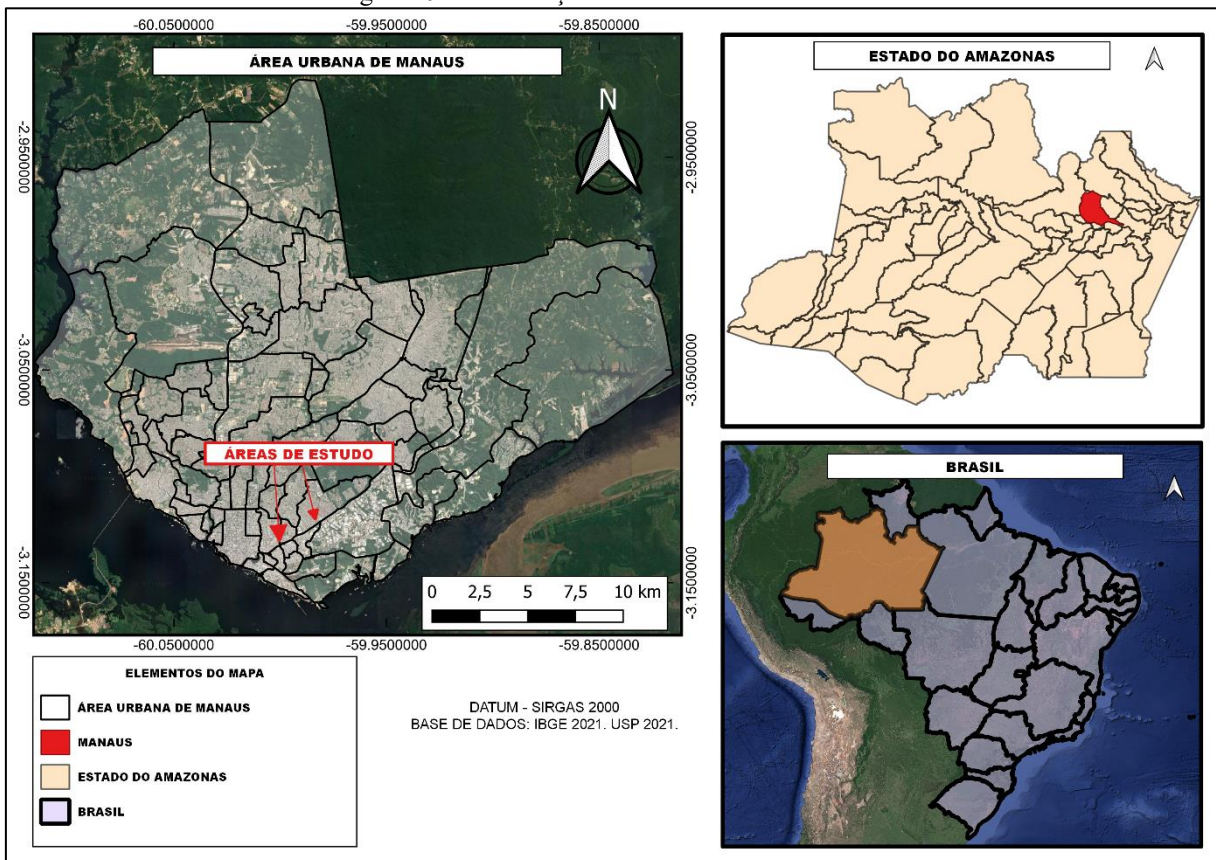 -60.0500000
-59.9500000
-59.8500000
ÁREA URBANA DE MANAUS
N
-2.9500000
-2.9500000
-3.0500000
-3.0500000
ÁREAS DE ESTUDO
-3.1500000
-3.1500000
0 2,5 5 7,5 10 km
-60.0500000
-59.9500000
-59.8500000
ESTADO DO AMAZONAS
BRASIL
ELEMENTOS DO MAPA
ÁREA URBANA DE MANAUS
MANAUS
ESTADO DO AMAZONAS
BRASIL
DATUM - SIRGAS 2000
BASE DE DADOS: IBGE 2021. USP 2021.